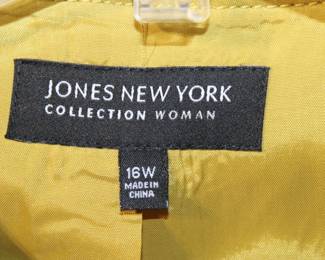 JONES NEW YORK
COLLECTION WOMAN
16W
MADE IN
CHINA